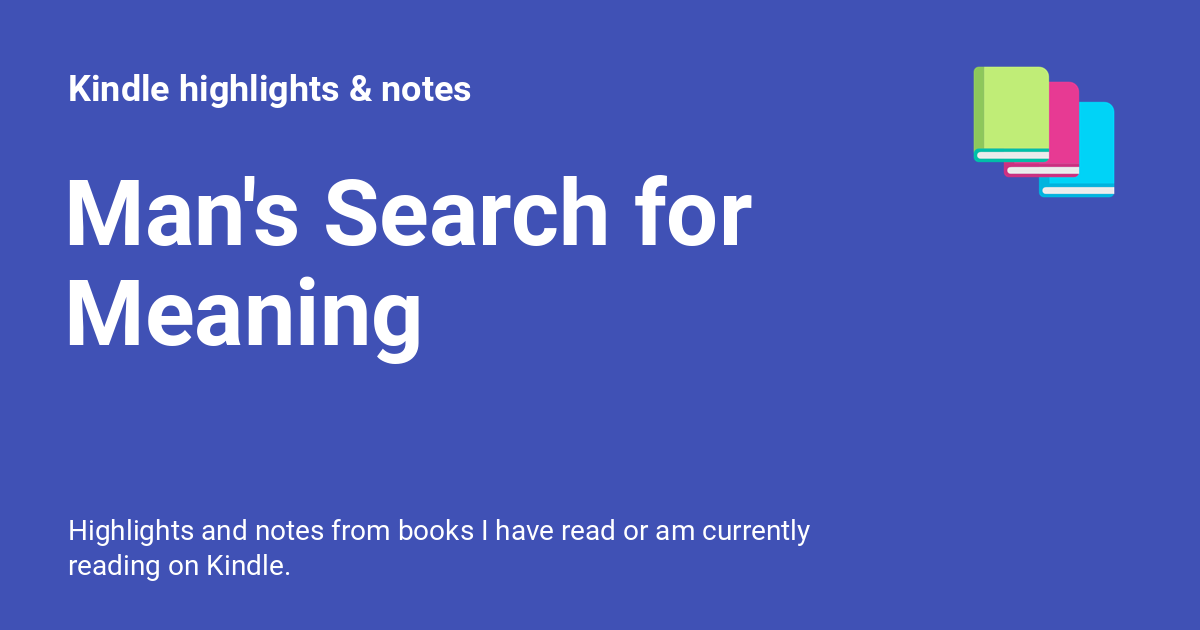 Kindle highlights & notes
Man's Search for
Meaning
Highlights and notes from books I have read or am currently
reading on Kindle.